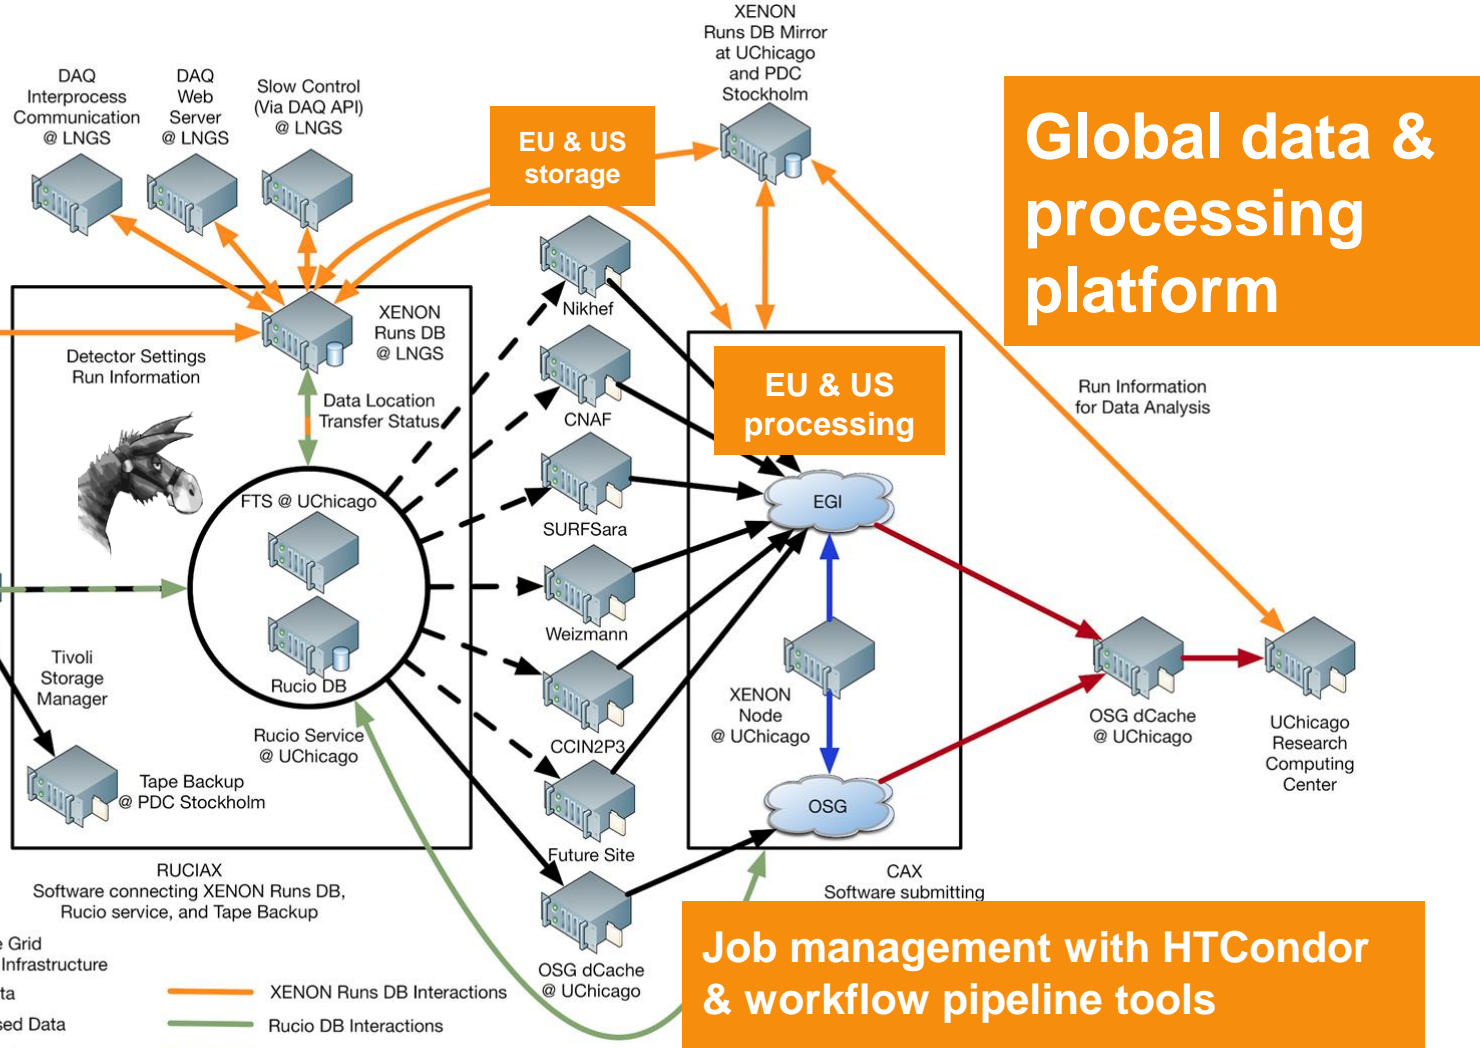 XENON
Runs DB Mirror
at UChicago
and PDC
Stockholm
DAQ
Interprocess
Communication
@ LNGS
DAQ
Web
Server
@ LNGS
Slow Control
(Via DAQ API)
@ LNGS
EU & US
storage
Global data &
processing
platform
XENON
Runs DB
@ LNGS
Detector Settings
Run Information
Data Location
Transfer Status
Nikhef
CNAF
SURFSara
Weizmann
CCIN2P3
Future Site
OSG dCache
@ UChicago
EU & US
processing
Run Information
for Data Analysis
FTS @ UChicago
Rucio DB
Rucio Service
@ UChicago
EGI
XENON
Node
@ UChicago
OSG
Tivoli
Storage
Manager
Tape Backup
@ PDC Stockholm
OSG dCache
@ UChicago
UChicago
Research
Computing
Center
RUCIAX
Software connecting XENON Runs DB,
Rucio service, and Tape Backup
CAX
Software submitting
Job management with HTCondor
& workflow pipeline tools
Grid
Infrastructure
XENON Runs DB Interactions
Data
Rucio DB Interactions